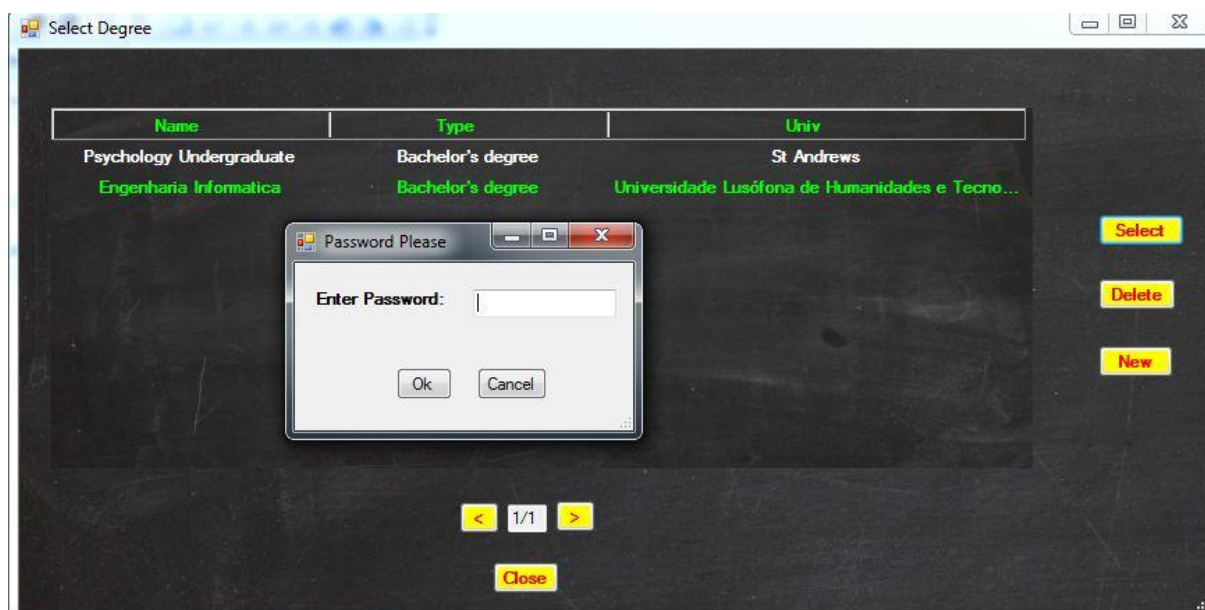 Select Degree
Name Type Univ
Psychology Undergraduate Bachelor's degree St Andrews
Engenharia Informatica Bachelor's degree Universidade Lusófona de Humanidades e Tecno...
Select
Password Please
Enter Password:
Delete
New
Ok Cancel
< 1/1 >
Close